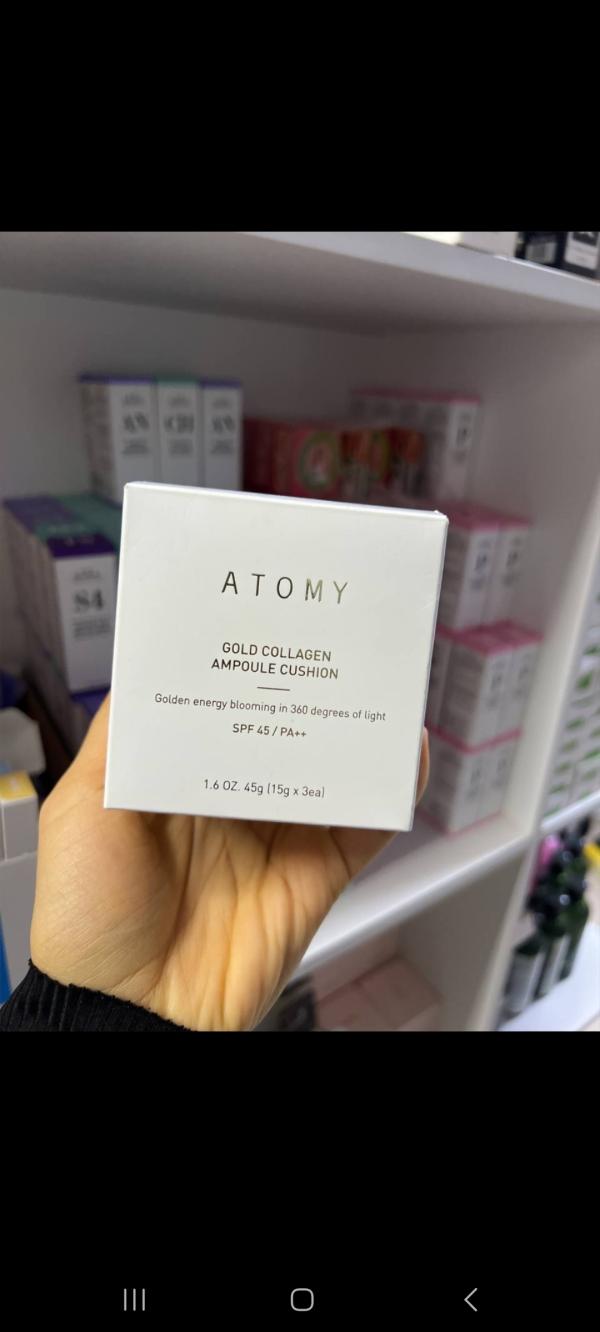 ATOMY
GOLD COLLAGEN
AMPOULE CUSHION
Golden energy blooming in 360 degrees of light
SPF 45 / PA++
1.6 OZ. 45g (15g x 3ea)
S4